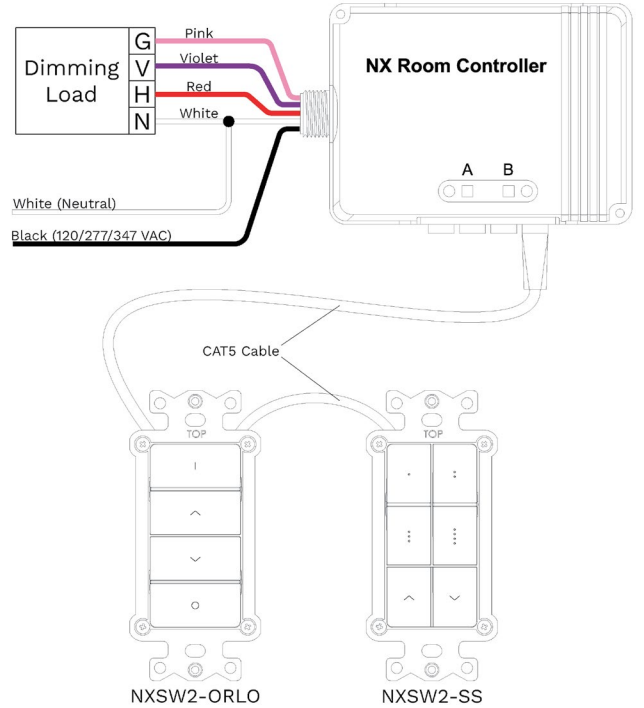 Pink
Violet
Red
White
Dimming
Load
G
V
H
N
NX Room Controller
A B
White (Neutral)
Black (120/277/347 VAC)
CAT5 Cable
TOP
TOP
NXSW2-ORLO
NXSW2-SS